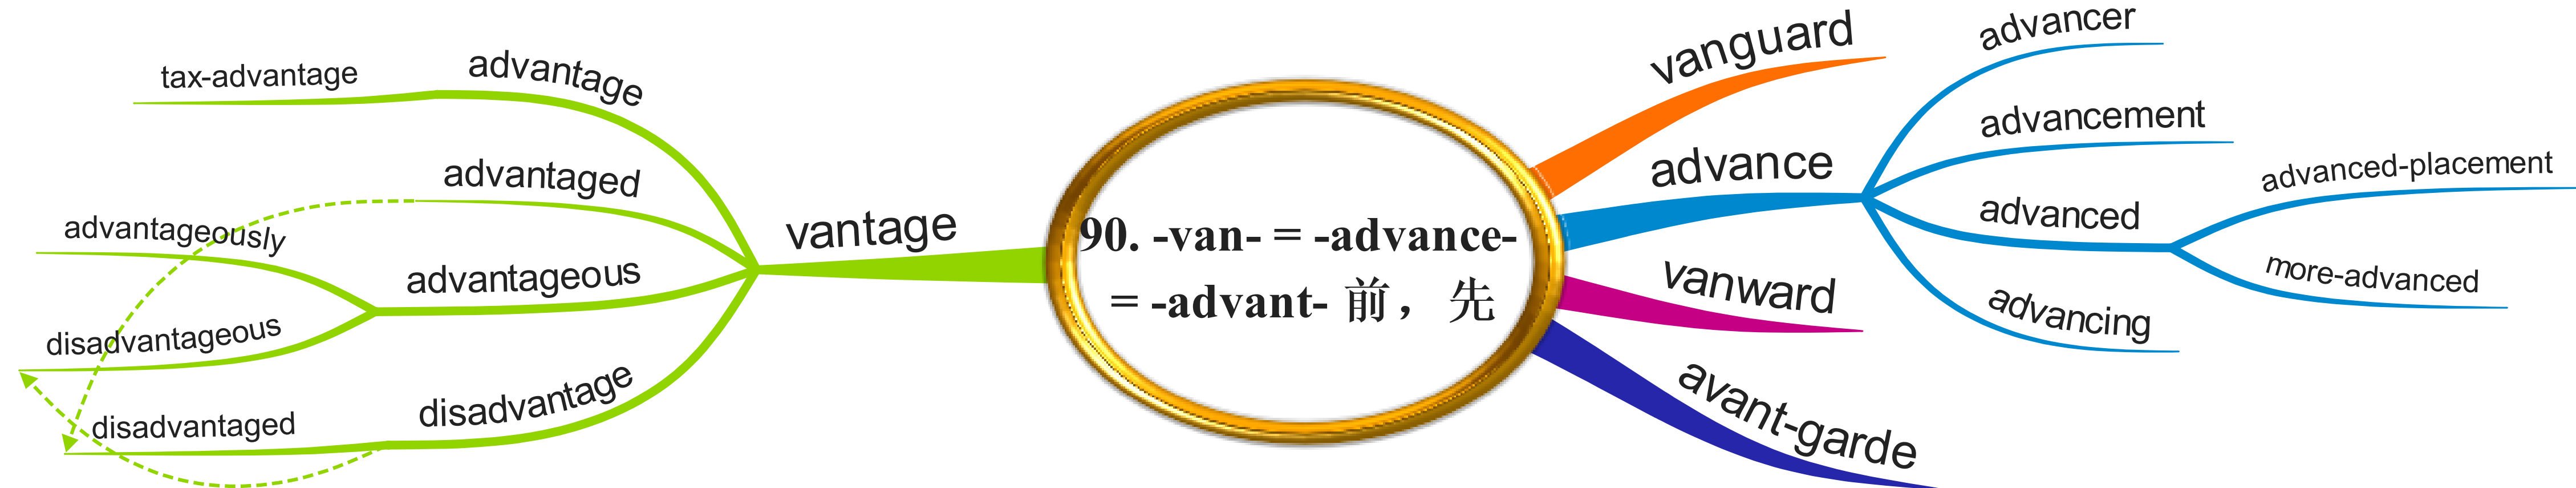 tax-advantage
advantage
advantaged
advantageously
advantageous
disadvantageous
disadvantage
disadvantaged
vantage
90. -van- = -advance-
= -advant- 前，先
vanguard
advance
advancer
advancement
advanced
advanced-placement
more-advanced
advancing
vanward
avant-garde